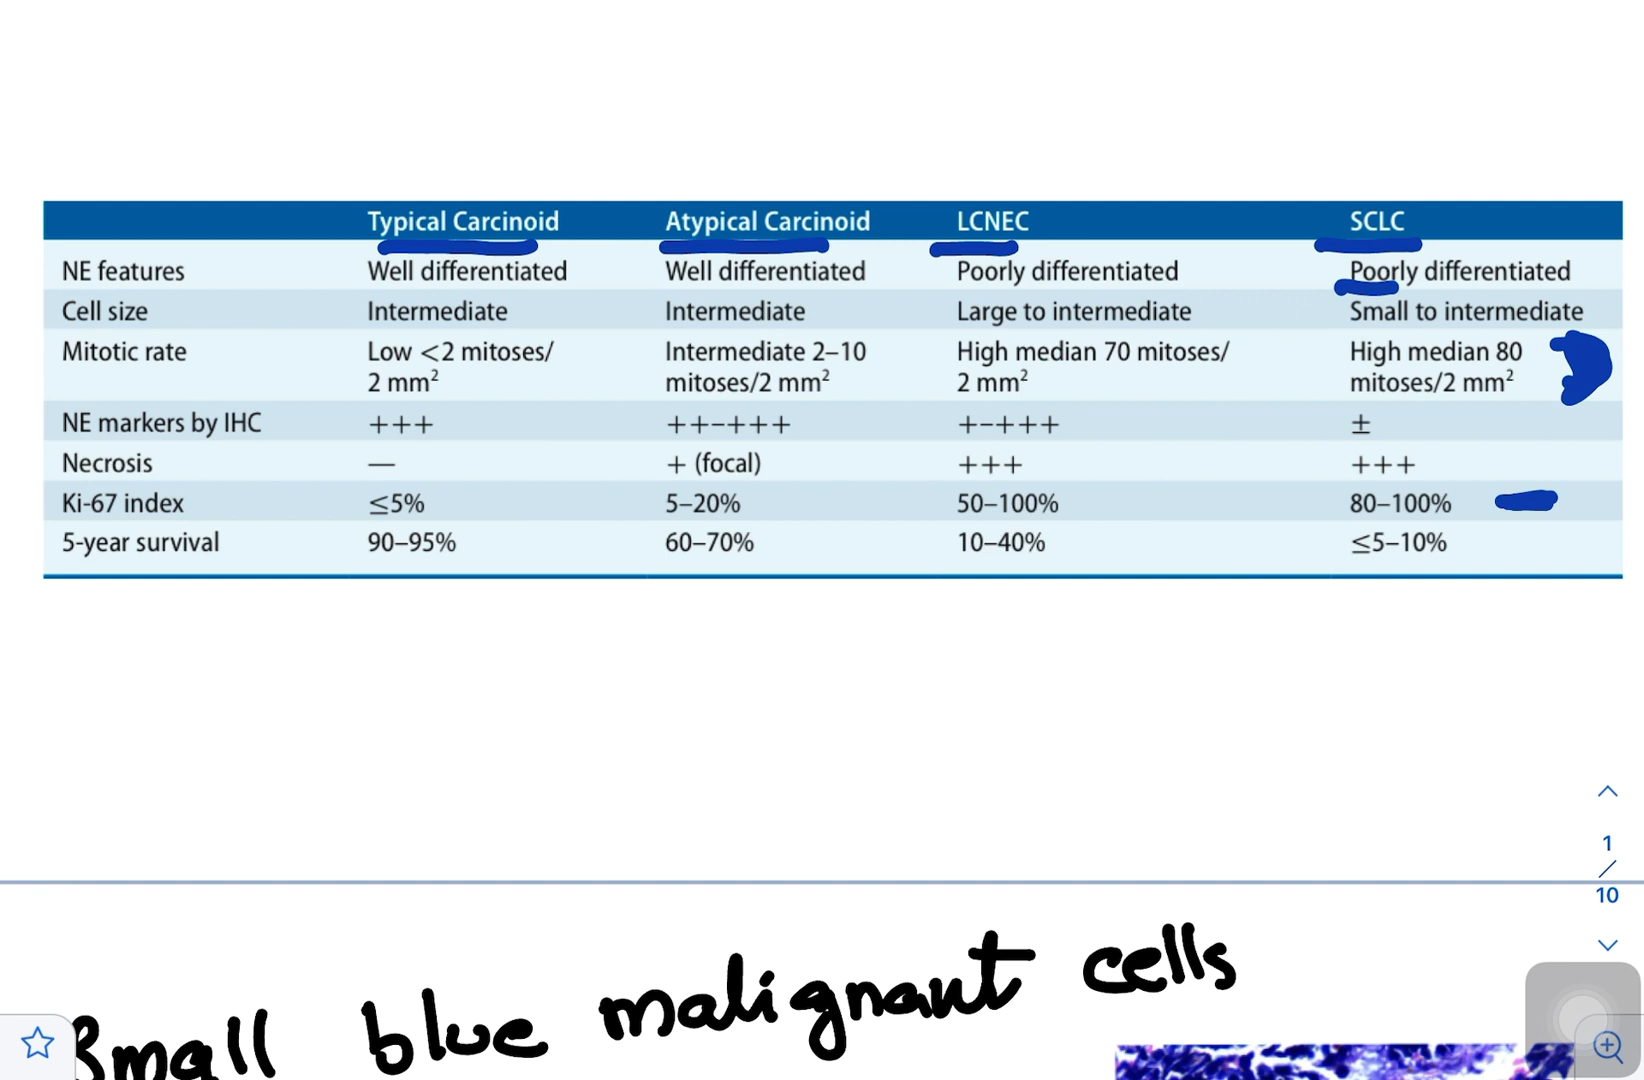 Typical Carcinoid Atypical Carcinoid LCNEC SCLC
NE features Well differentiated Well differentiated Poorly differentiated Poorly differentiated
Cell size Intermediate Intermediate Large to intermediate Small to intermediate
Mitotic rate Low <2 mitoses/ Intermediate 2–10 High median 70 mitoses/ High median 80
2 mm² mitoses/2 mm² 2 mm² mitoses/2 mm²
NE markers by IHC +++ ++–+++ +–+++ ±
Necrosis — + (focal) +++ +++
Ki-67 index ≤5% 5–20% 50–100% 80–100%
5-year survival 90–95% 60–70% 10–40% ≤5–10%
1
/
10
Small blue malignant cells